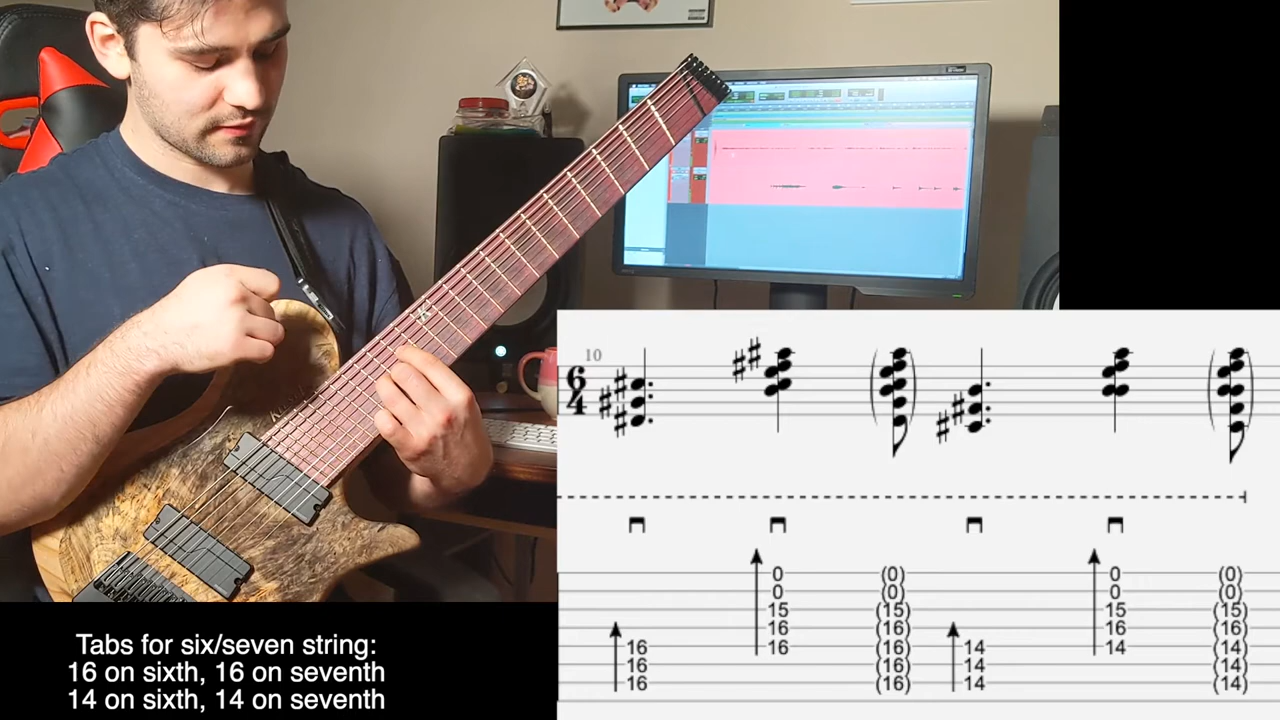 10
6
4
0 (0) 0 (0)
0 (0) 0 (0)
15 (15) 15 (15)
16 (16) 16 (16)
16 16 (16) 14 14 (14)
16 (16) 14 (14)
16 (16) 14 (14)
Tabs for six/seven string:
16 on sixth, 16 on seventh
14 on sixth, 14 on seventh